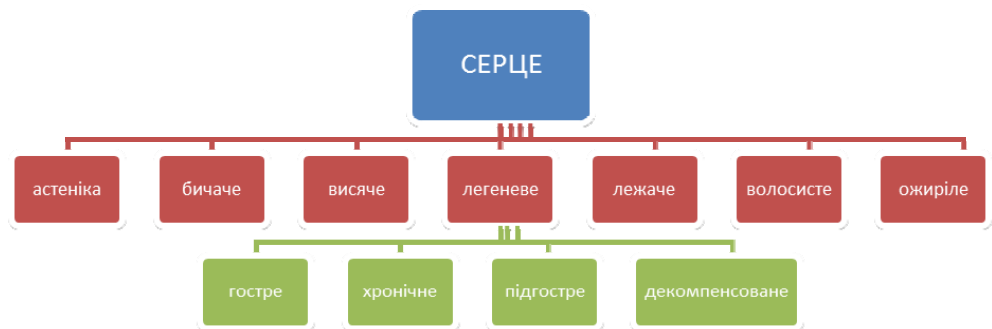 СЕРЦЕ
астеніка бичаче висяче легеневе лежаче волосисте ожиріле
гостре хронічне підгостре декомпенсоване